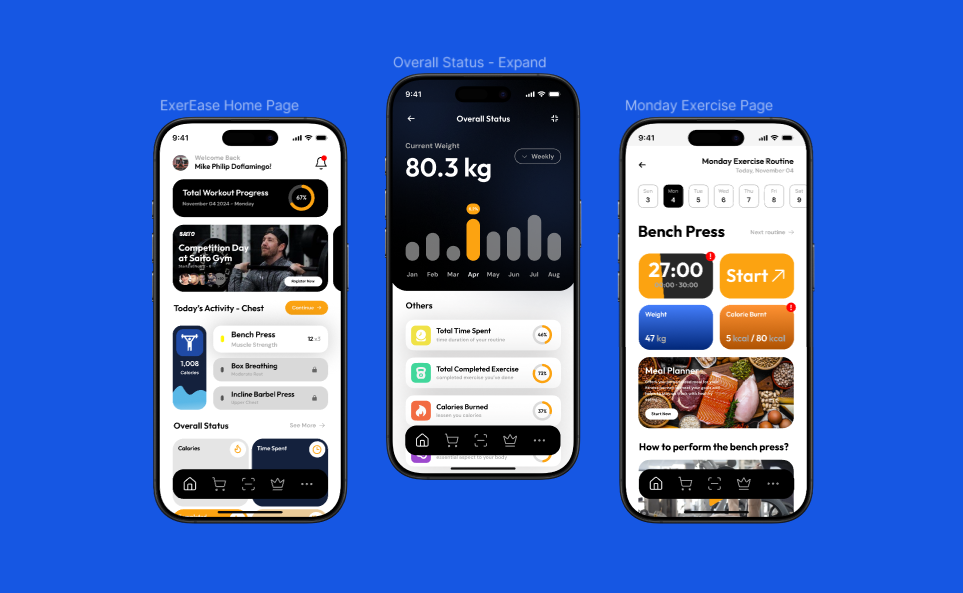 Overall Status - Expand
ExerEase Home Page
Monday Exercise Page
9:41
Welcome Back
Mike Philip Doflamingo!
Total Workout Progress
November 04 2024 - Monday
67%
SAITO
Competition Day
at Saito Gym
Register Now
Today's Activity - Chest
Continue →
1,008
Calories
Bench Press
Muscle Strength
12 x3
Box Breathing
Incline Barbel Press
Overall Status
See More →
Calories
Time Spent
9:41
Overall Status
Current Weight
80.3 kg
Weekly
Jan Feb Mar Apr May Jun Jul Aug
Others
Total Time Spent
time duration of your routine
46%
Total Completed Exercise
completed exercise you've done
72%
Calories Burned
lessen you calories
37%
essential aspect to your body
9:41
Monday Exercise Routine
Today, November 04
Sun Mon Tue Wed Thu Fri Sat
3 4 5 6 7 8 9
Bench Press
Next routine →
27:00
00:00 - 30:00
Start
Weight
47 kg
Calorie Burnt
5 kcal / 80 kcal
Meal Planner
Start Now
How to perform the bench press?